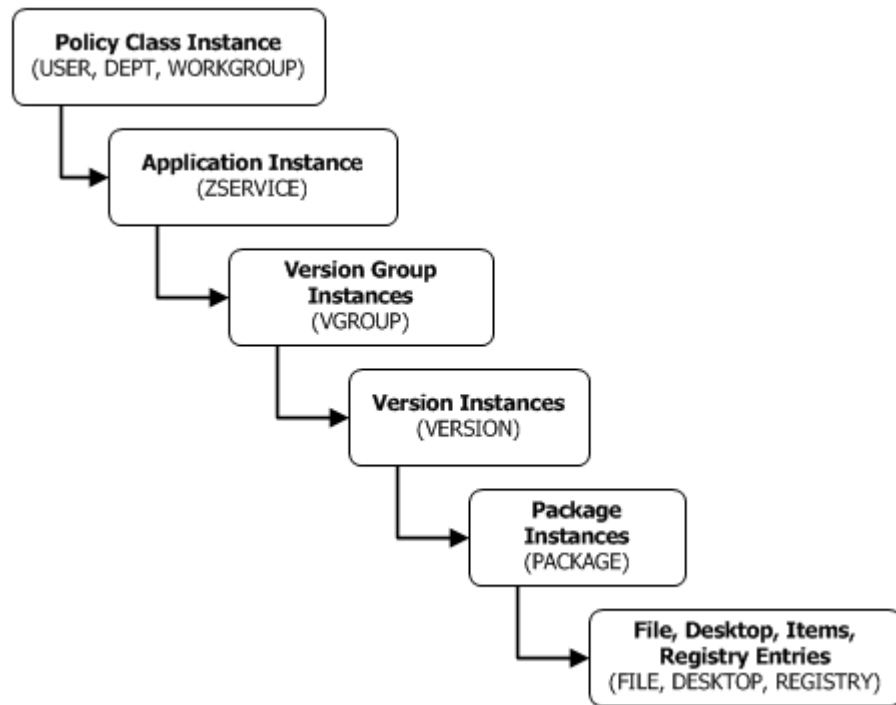 Policy Class Instance
(USER, DEPT, WORKGROUP)
Application Instance
(ZSERVICE)
Version Group
Instances
(VGROUP)
Version Instances
(VERSION)
Package
Instances
(PACKAGE)
File, Desktop, Items,
Registry Entries
(FILE, DESKTOP, REGISTRY)